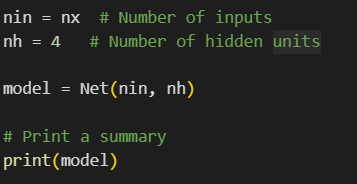 nin = nx  # Number of inputs
nh = 4   # Number of hidden units
model = Net(nin, nh)
# Print a summary
print(model)